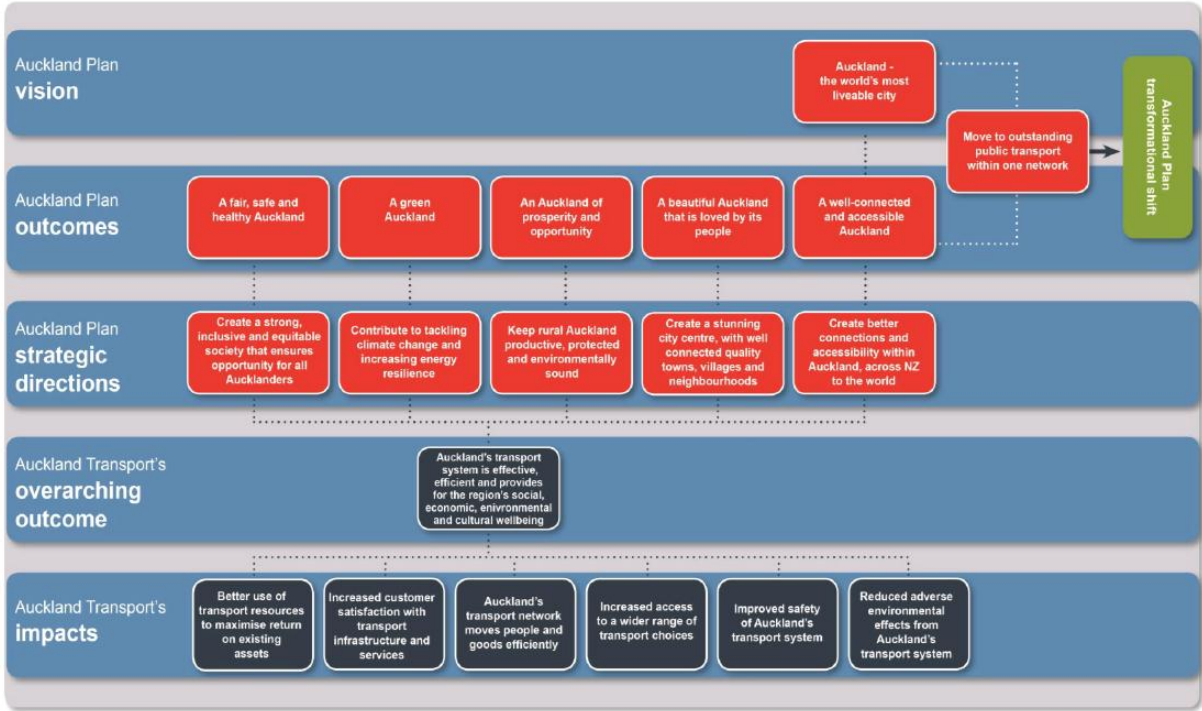 Auckland Plan
vision
Auckland -
the world's most
liveable city
Move to outstanding
public transport
within one network
Auckland Plan
transformational shift
Auckland Plan
outcomes
A fair, safe and
healthy Auckland
A green
Auckland
An Auckland of
prosperity and
opportunity
A beautiful Auckland
that is loved by its
people
A well-connected
and accessible
Auckland
Auckland Plan
strategic
directions
Create a strong,
inclusive and equitable
society that ensures
opportunity for all
Aucklanders
Contribute to tackling
climate change and
increasing energy
resilience
Keep rural Auckland
productive, protected
and environmentally
sound
Create a stunning
city centre, with well
connected quality
towns, villages and
neighbourhoods
Create better
connections and
accessibility within
Auckland, across NZ
to the world
Auckland Transport's
overarching
outcome
Auckland's transport
system is effective,
efficient and provides
for the region's social,
economic, enivronmental
and cultural wellbeing
Auckland Transport's
impacts
Better use of
transport resources
to maximise return
on existing
assets
Increased customer
satisfaction with
transport
infrastructure and
services
Auckland's
transport network
moves people and
goods efficiently
Increased access
to a wider range of
transport choices
Improved safety
of Auckland's
transport system
Reduced adverse
environmental
effects from
Auckland's
transport system